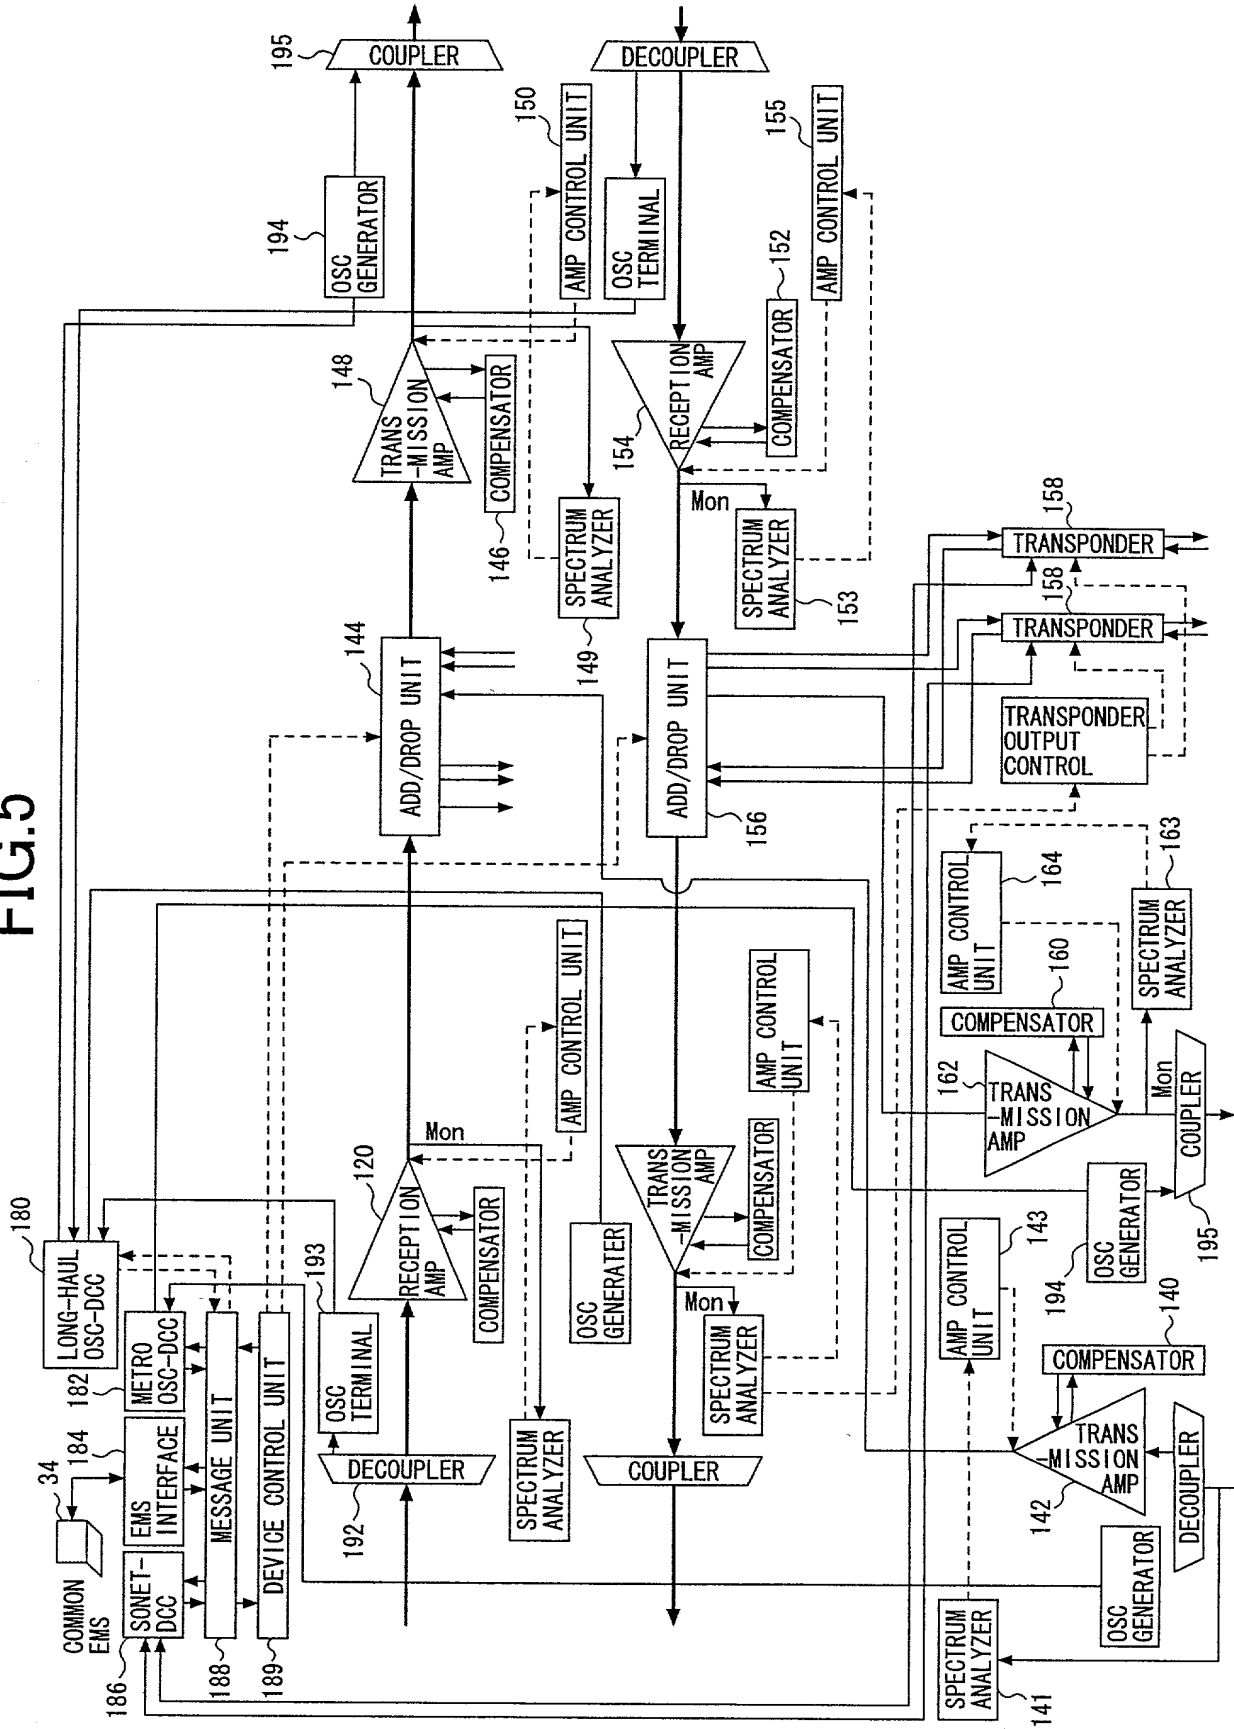 FIG.5
COMMON
EMS
34
184
182
180
186
SONET-
DCC
EMS
INTERFACE
METRO
OSC-DCC
LONG-HAUL
OSC-DCC
188
MESSAGE UNIT
189
DEVICE CONTROL UNIT
193
OSC
TERMINAL
192
DECOUPLER
120
RECEPTION
AMP
Mon
COMPENSATOR
SPECTRUM
ANALYZER
AMP CONTROL UNIT
144
ADD/DROP UNIT
148
TRANS
-MISSION
AMP
146
COMPENSATOR
149
SPECTRUM
ANALYZER
150
AMP CONTROL UNIT
194
OSC
GENERATOR
195
COUPLER
DECOUPLER
OSC
TERMINAL
154
RECEPTION
AMP
152
COMPENSATOR
155
AMP CONTROL UNIT
Mon
SPECTRUM
ANALYZER
153
ADD/DROP UNIT
156
OSC
GENERATER
TRANS
-MISSION
AMP
COMPENSATOR
AMP CONTROL
UNIT
Mon
SPECTRUM
ANALYZER
COUPLER
158
TRANSPONDER
158
TRANSPONDER
TRANSPONDER
OUTPUT
CONTROL
163
SPECTRUM
ANALYZER
164
AMP CONTROL
UNIT
160
COMPENSATOR
162
TRANS
-MISSION
AMP
Mon
COUPLER
195
OSC
GENERATOR
194
143
AMP CONTROL
UNIT
140
COMPENSATOR
TRANS
-MISSION
AMP
142
DECOUPLER
OSC
GENERATOR
SPECTRUM
ANALYZER
141